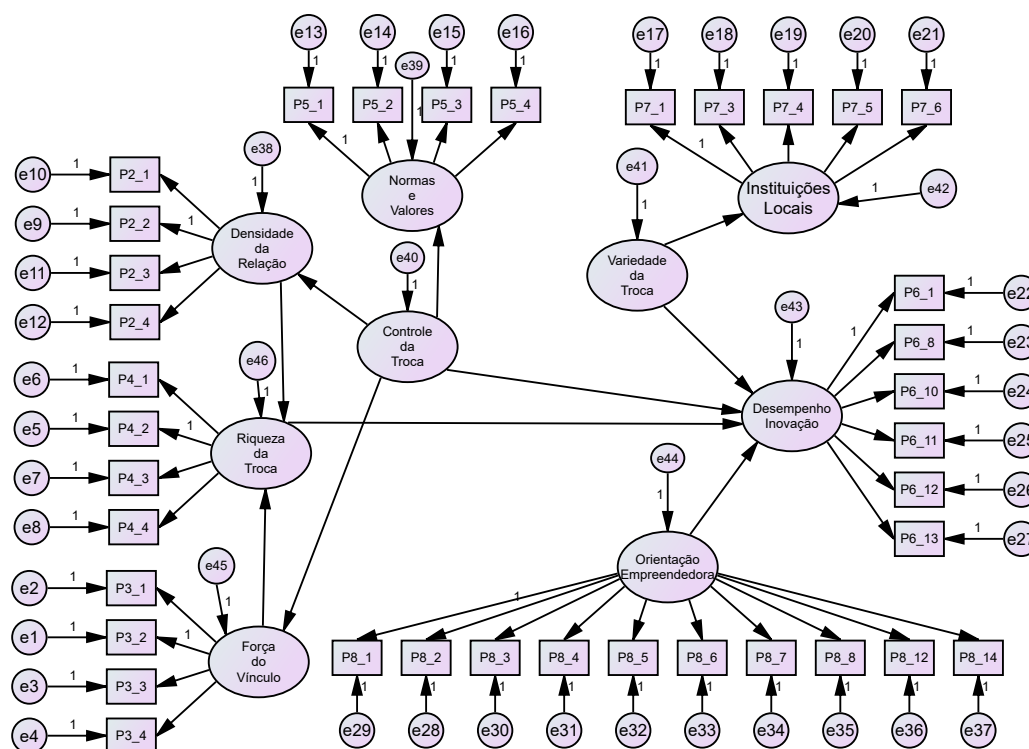 e13 e14 e15 e16
e17 e18 e19 e20 e21
1 1 1 1
e39
1 1 1 1 1
P5_1 P5_2 P5_3 P5_4
1
P7_1 P7_3 P7_4 P7_5 P7_6
1
1
e38
e10 1 P2_1
1
Normas
e
Valores
e41
1
Instituições
Locais
1 e42
e9 1 P2_2
1
Densidade
da
Relação
e11 1 P2_3
e40
1
Variedade
da
Troca
e12 1 P2_4
P6_1 1 e22
e43
1
Controle
da
Troca
1
P6_8 1 e23
e46
1
e6 1 P4_1
P6_10 1 e24
Desempenho
Inovação
e5 1 P4_2
1
Riqueza
da
Troca
P6_11 1 e25
e7 1 P4_3
e44
1
P6_12 1 e26
e8 1 P4_4
P6_13 1 e27
e45
1
Orientação
Empreendedora
e2 1 P3_1
1
e1 1 P3_2
1
Força
do
Vínculo
P8_1 P8_2 P8_3 P8_4 P8_5 P8_6 P8_7 P8_8 P8_12 P8_14
e3 1 P3_3
1 1 1 1 1 1 1 1 1 1
e4 1 P3_4
e29 e28 e30 e31 e32 e33 e34 e35 e36 e37